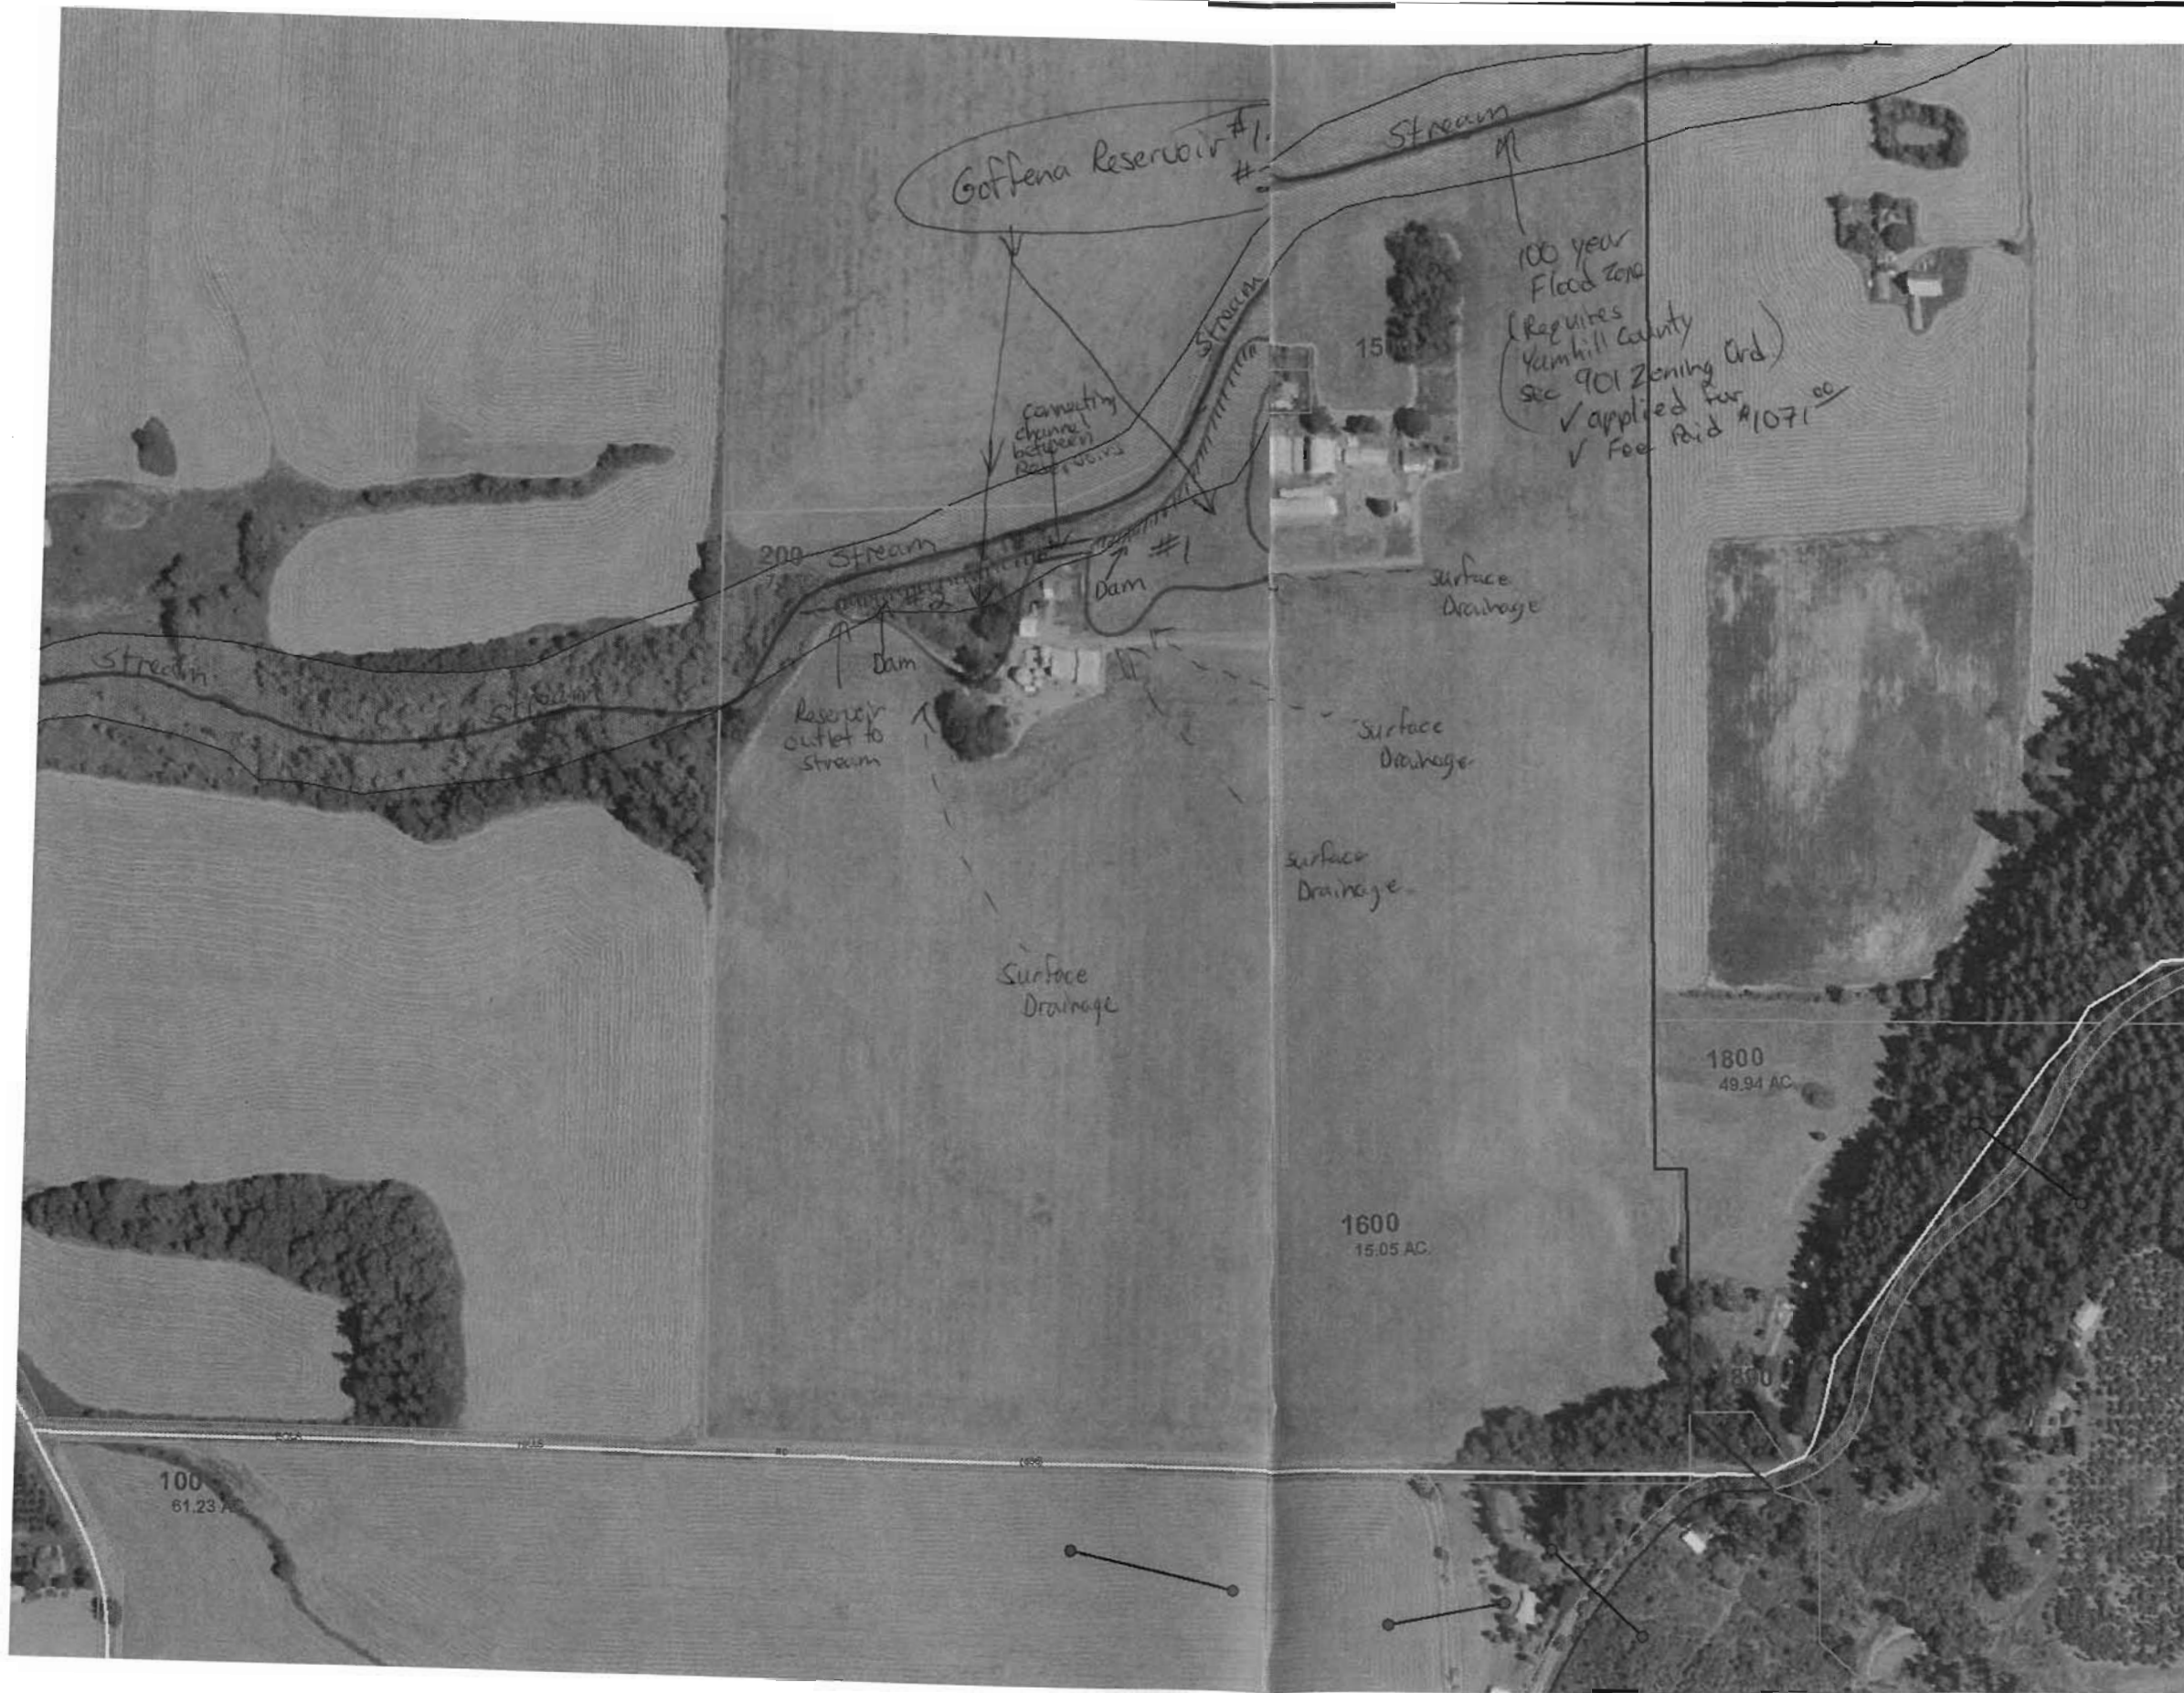 Goffena Reservoir #1.
#
Stream
100 year
Flood Zone
(Requires
Yamhill County
Sec 901 Zoning Ord)
✓ applied for
✓ Fee Paid $1071 00
Stream
15
connecting
channel
between
Reservoirs
200
Stream
#1
#2
Dam
Surface
Drainage
Stream
Stream
Dam
Reservoir
outlet to
stream
Surface
Drainage
Surface
Drainage
Surface
Drainage
1800
49.94 AC.
1600
15.05 AC.
800
RD
100
61.23 AC